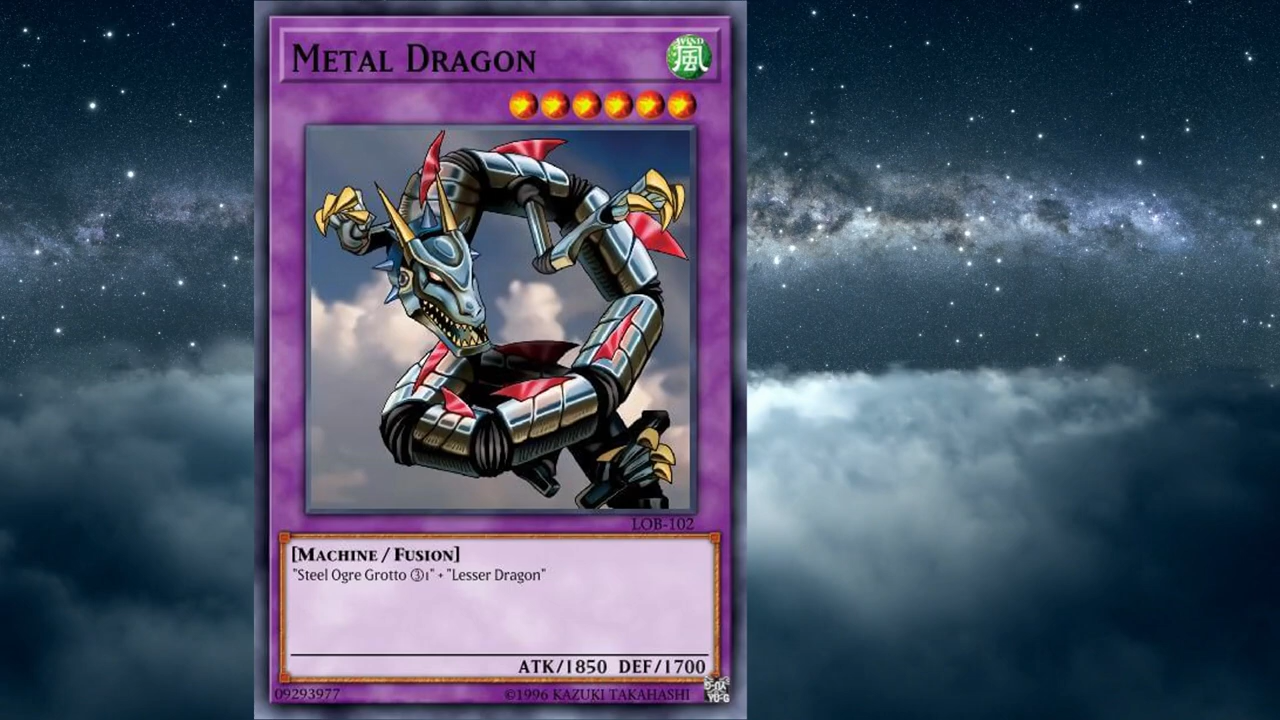 METAL DRAGON
WIND
風
LOB-102
[MACHINE / FUSION]
"Steel Ogre Grotto ③1" + "Lesser Dragon"
ATK/1850 DEF/1700
09293977
©1996 KAZUKI TAKAHASHI